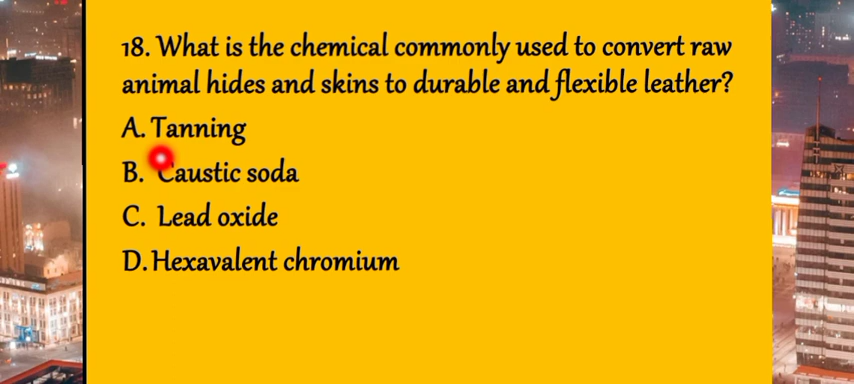 18. What is the chemical commonly used to convert raw
animal hides and skins to durable and flexible leather?
A. Tanning
B. Caustic soda
C. Lead oxide
D. Hexavalent chromium